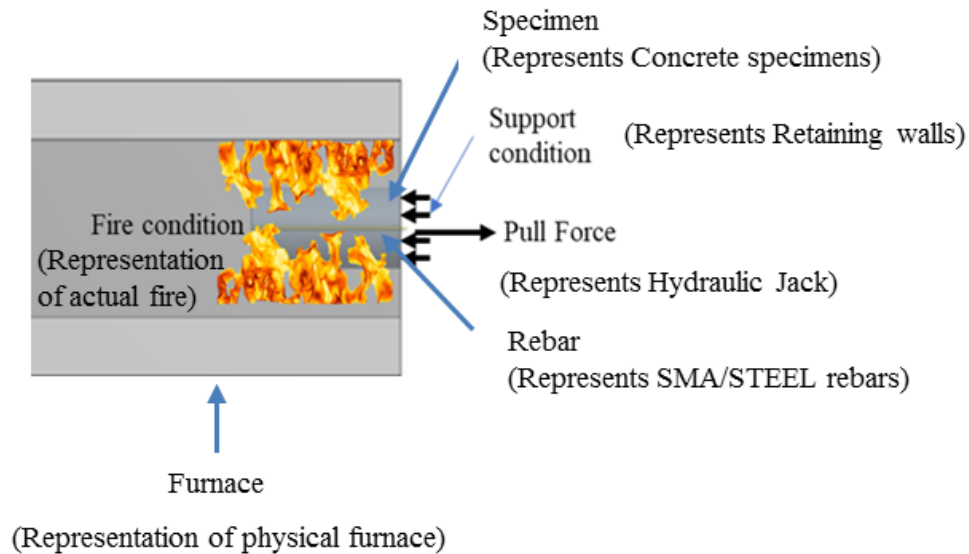 Specimen
(Represents Concrete specimens)
Support (Represents Retaining walls)
condition
Fire condition
(Representation
of actual fire)
Pull Force
(Represents Hydraulic Jack)
Rebar
(Represents SMA/STEEL rebars)
Furnace
(Representation of physical furnace)